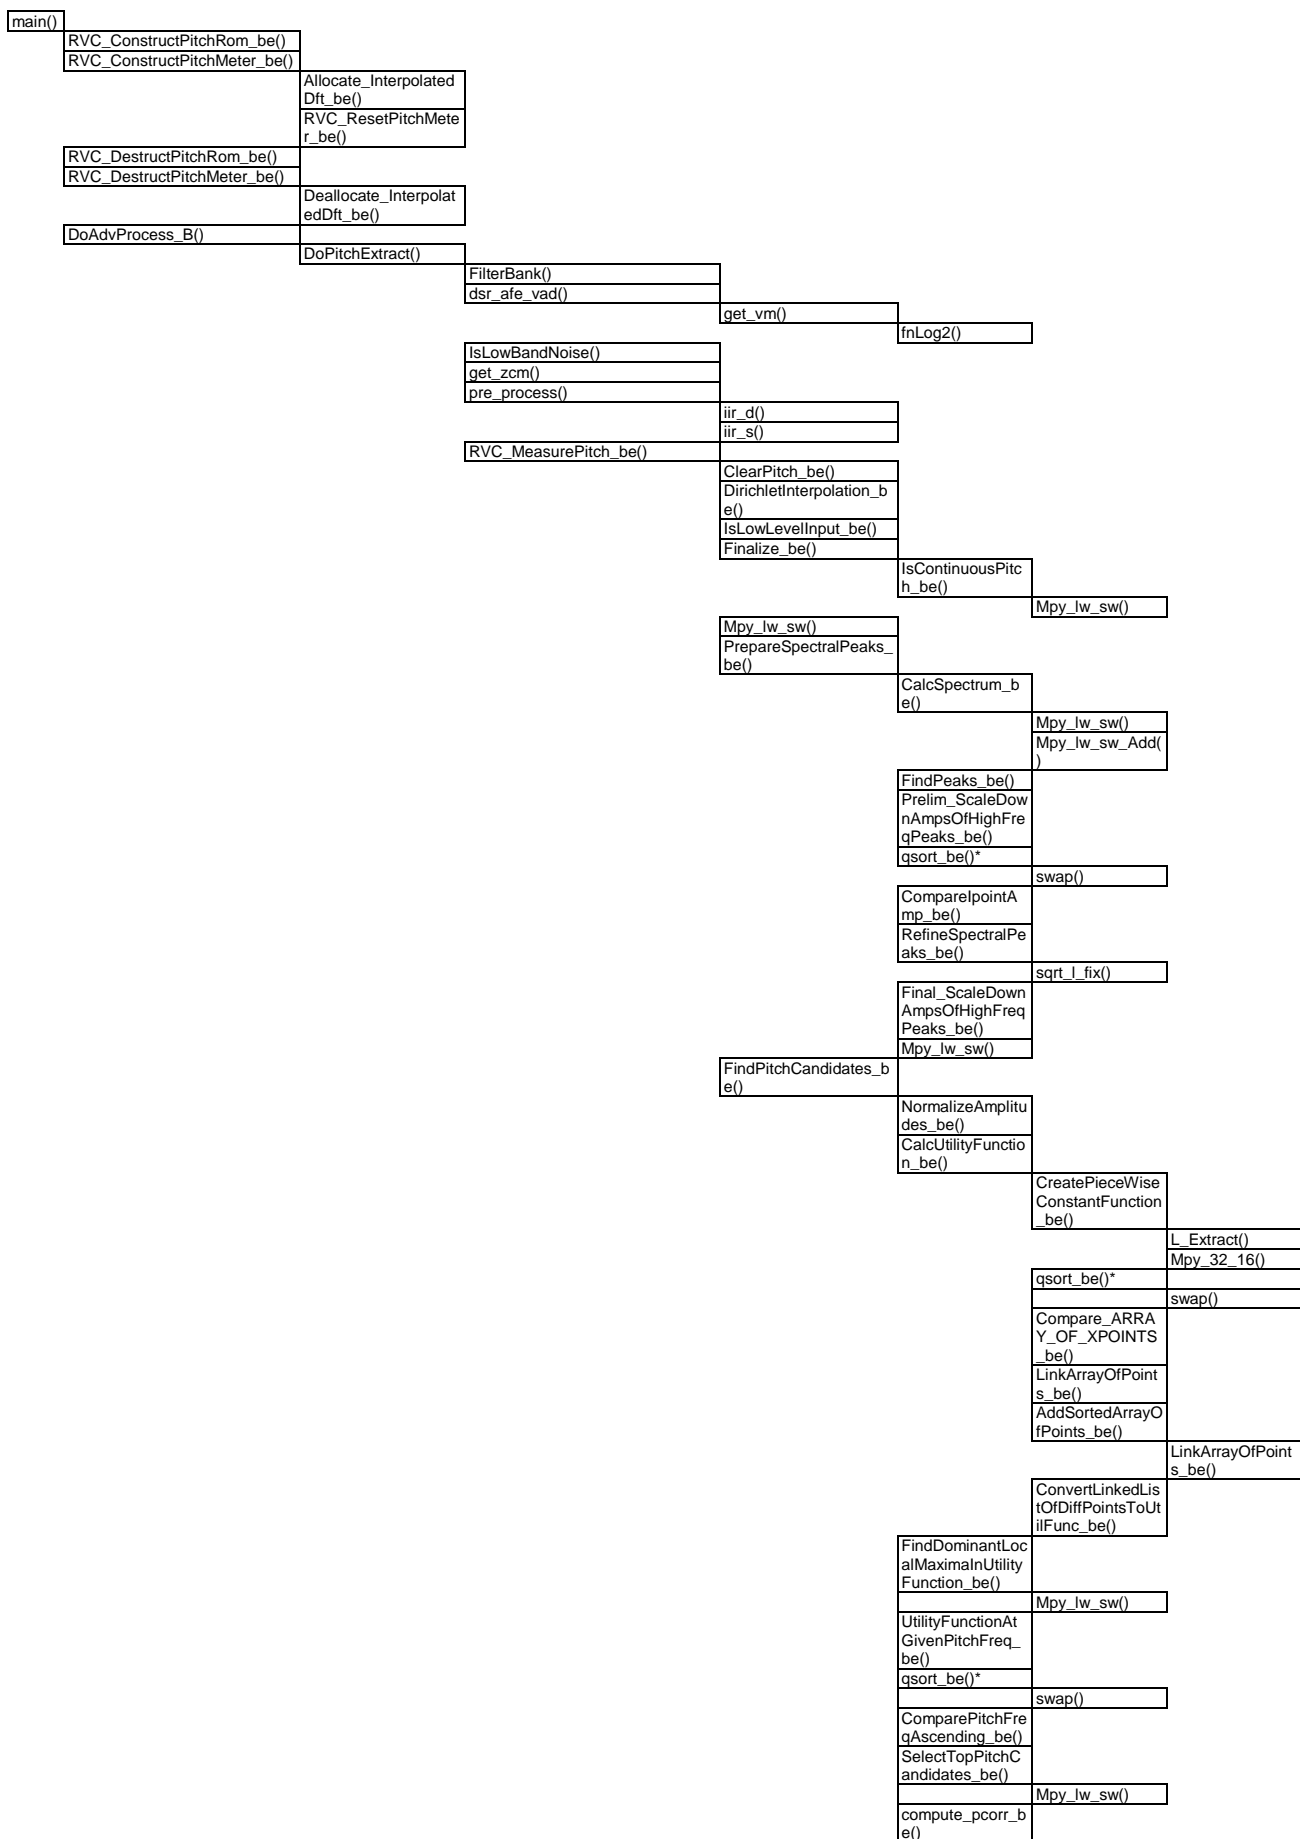 main()
RVC_ConstructPitchRom_be()
RVC_ConstructPitchMeter_be()
Allocate_Interpolated
Dft_be()
RVC_ResetPitchMete
r_be()
RVC_DestructPitchRom_be()
RVC_DestructPitchMeter_be()
Deallocate_Interpolat
edDft_be()
DoAdvProcess_B()
DoPitchExtract()
FilterBank()
dsr_afe_vad()
get_vm()
fnLog2()
IsLowBandNoise()
get_zcm()
pre_process()
iir_d()
iir_s()
RVC_MeasurePitch_be()
ClearPitch_be()
DirichletInterpolation_b
e()
IsLowLevelInput_be()
Finalize_be()
IsContinuousPitc
h_be()
Mpy_lw_sw()
Mpy_lw_sw()
PrepareSpectralPeaks_
be()
CalcSpectrum_b
e()
Mpy_lw_sw()
Mpy_lw_sw_Add(
)
FindPeaks_be()
Prelim_ScaleDow
nAmpsOfHighFre
qPeaks_be()
qsort_be()*
swap()
CompareIpointA
mp_be()
RefineSpectralPe
aks_be()
sqrt_l_fix()
Final_ScaleDown
AmpsOfHighFreq
Peaks_be()
Mpy_lw_sw()
FindPitchCandidates_b
e()
NormalizeAmplitu
des_be()
CalcUtilityFunctio
n_be()
CreatePieceWise
ConstantFunction
_be()
L_Extract()
Mpy_32_16()
qsort_be()*
swap()
Compare_ARRA
Y_OF_XPOINTS
_be()
LinkArrayOfPoint
s_be()
AddSortedArrayO
fPoints_be()
LinkArrayOfPoint
s_be()
ConvertLinkedLis
tOfDiffPointsToUt
ilFunc_be()
FindDominantLoc
alMaximaInUtility
Function_be()
Mpy_lw_sw()
UtilityFunctionAt
GivenPitchFreq_
be()
qsort_be()*
swap()
ComparePitchFre
qAscending_be()
SelectTopPitchC
andidates_be()
Mpy_lw_sw()
compute_pcorr_b
e()